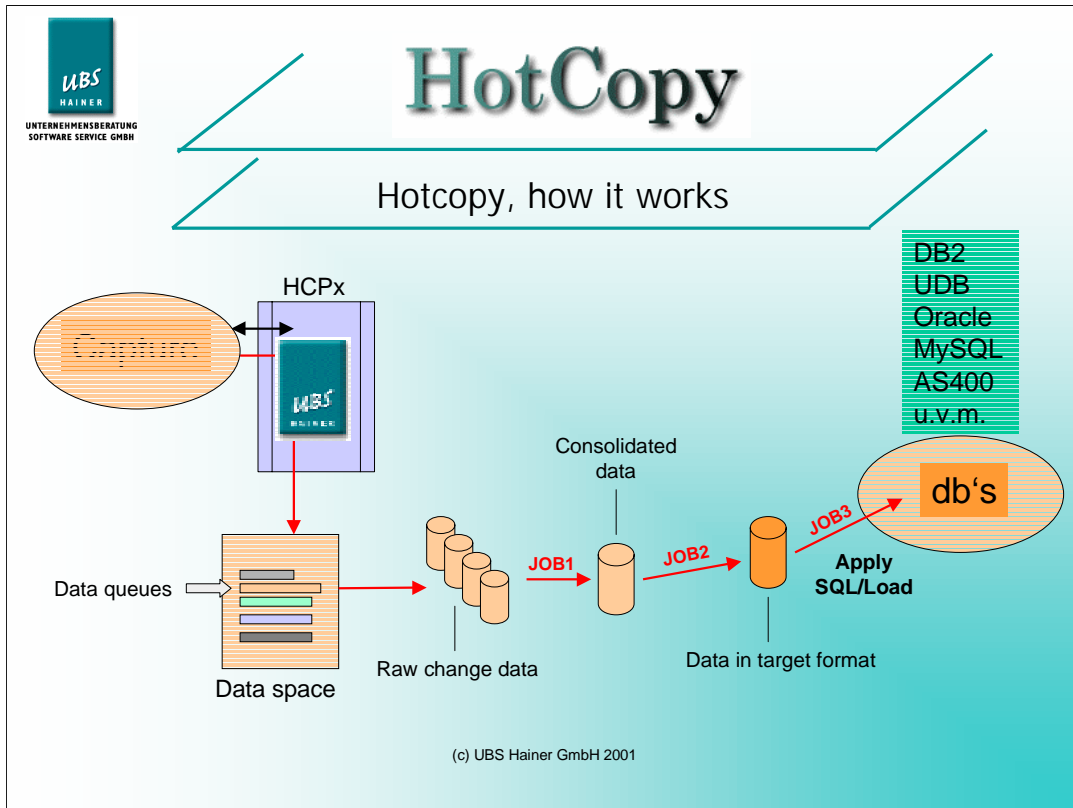 UBS
HAINER
UNTERNEHMENSBERATUNG
SOFTWARE SERVICE GMBH
HotCopy
Hotcopy, how it works
DB2
UDB
Oracle
MySQL
AS400
u.v.m.
HCPx
Capture
UBS
HAINER
Consolidated
data
db‘s
JOB1
JOB2
JOB3
Apply
SQL/Load
Data queues
Raw change data
Data in target format
Data space
(c) UBS Hainer GmbH 2001